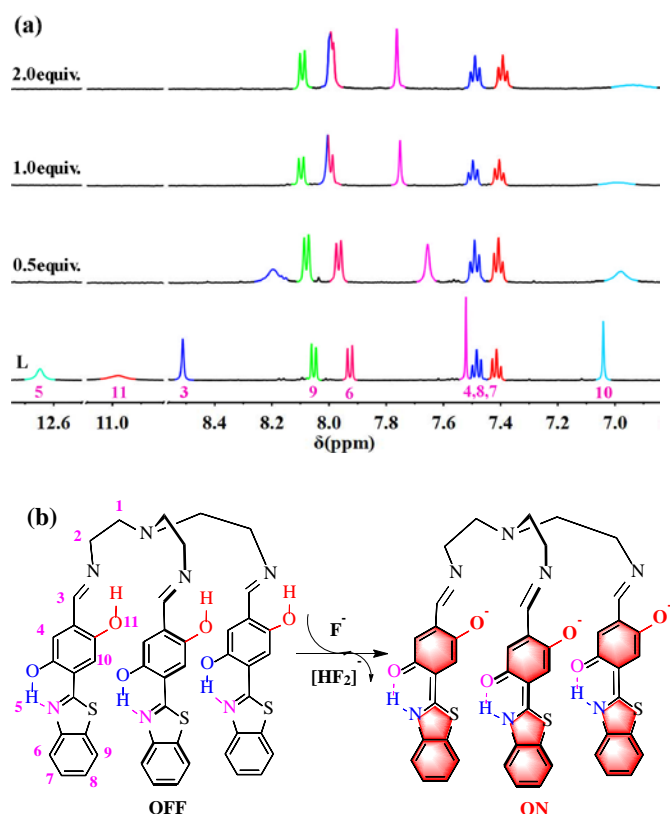 (a)
2.0equiv.
1.0equiv.
0.5equiv.
L
5 11 3 9 6 4,8,7 10
12.6 11.0 8.4 8.2 8.0 7.8 7.6 7.4 7.2 7.0
δ(ppm)
(b)
1
2
N
N N N
3 H H H
O 11 O O O⁻ O⁻ O⁻
4
F⁻
10
O O O O O O
[HF₂]⁻
H H H H H H
5 N S N S N S N S N S N S
6 9
7 8
OFF ON
N
N N N